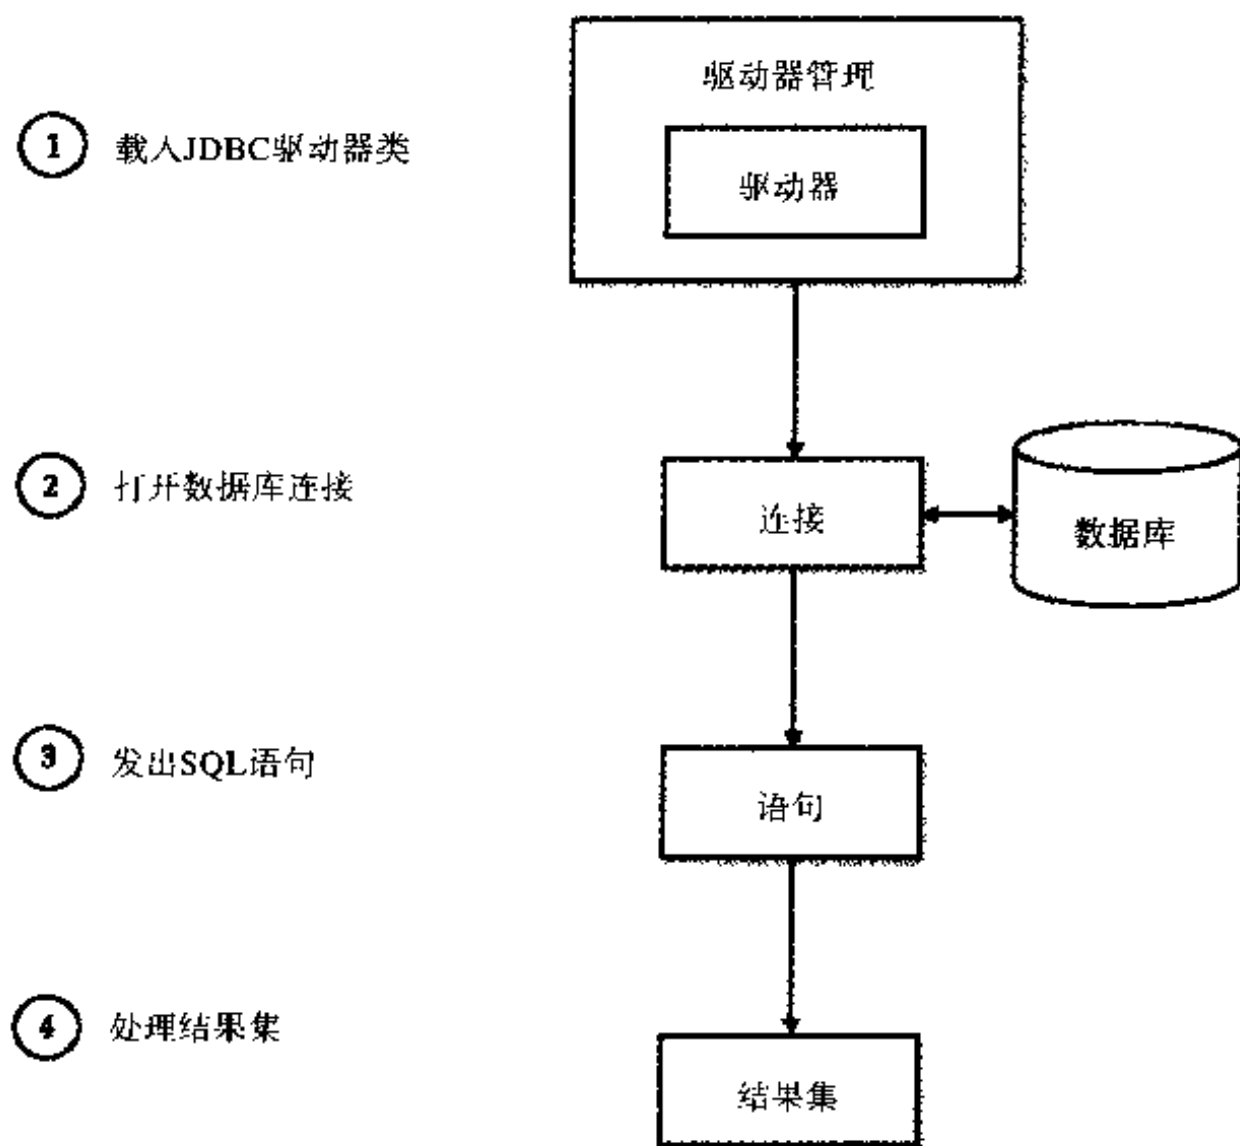 驱动器管理
① 载入JDBC驱动器类
驱动器
② 打开数据库连接
连接
数据库
③ 发出SQL语句
语句
④ 处理结果集
结果集